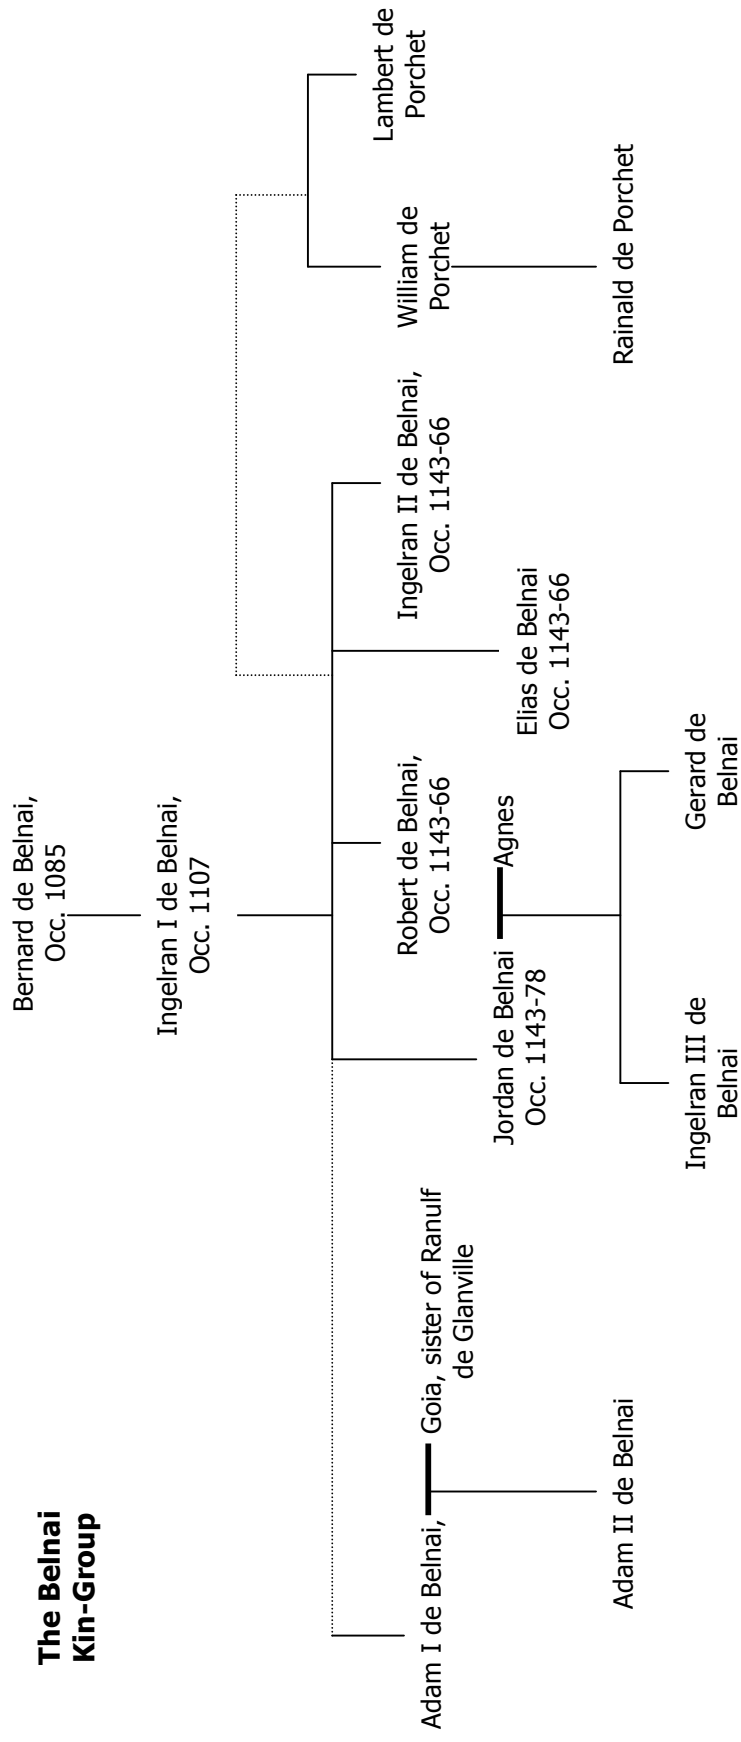 The Belnai
Kin-Group
Bernard de Belnai,
Occ. 1085
Ingelran I de Belnai,
Occ. 1107
Adam I de Belnai,
Goia, sister of Ranulf
de Glanville
Jordan de Belnai
Occ. 1143-78
Agnes
Robert de Belnai,
Occ. 1143-66
Elias de Belnai
Occ. 1143-66
Ingelran II de Belnai,
Occ. 1143-66
William de
Porchet
Lambert de
Porchet
Adam II de Belnai
Ingelran III de
Belnai
Gerard de
Belnai
Rainald de Porchet